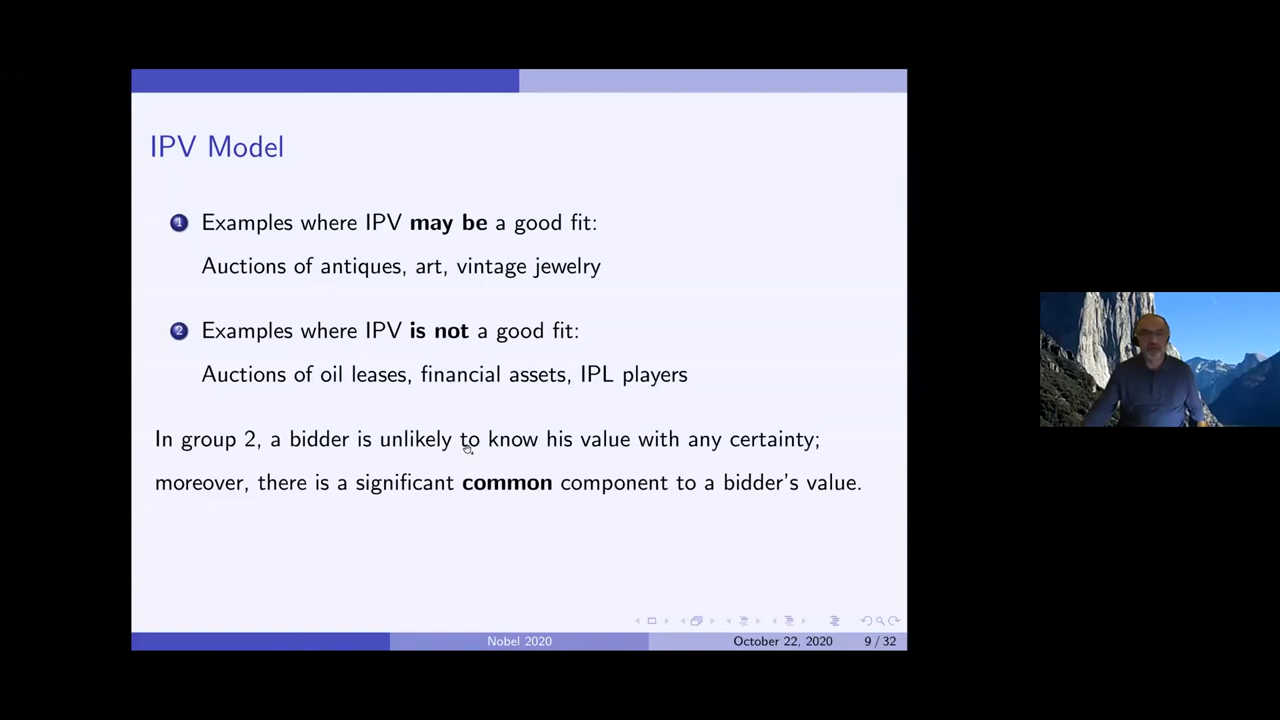 IPV Model
1 Examples where IPV may be a good fit:
Auctions of antiques, art, vintage jewelry
2 Examples where IPV is not a good fit:
Auctions of oil leases, financial assets, IPL players
In group 2, a bidder is unlikely to know his value with any certainty;
moreover, there is a significant common component to a bidder's value.
Nobel 2020 October 22, 2020 9 / 32